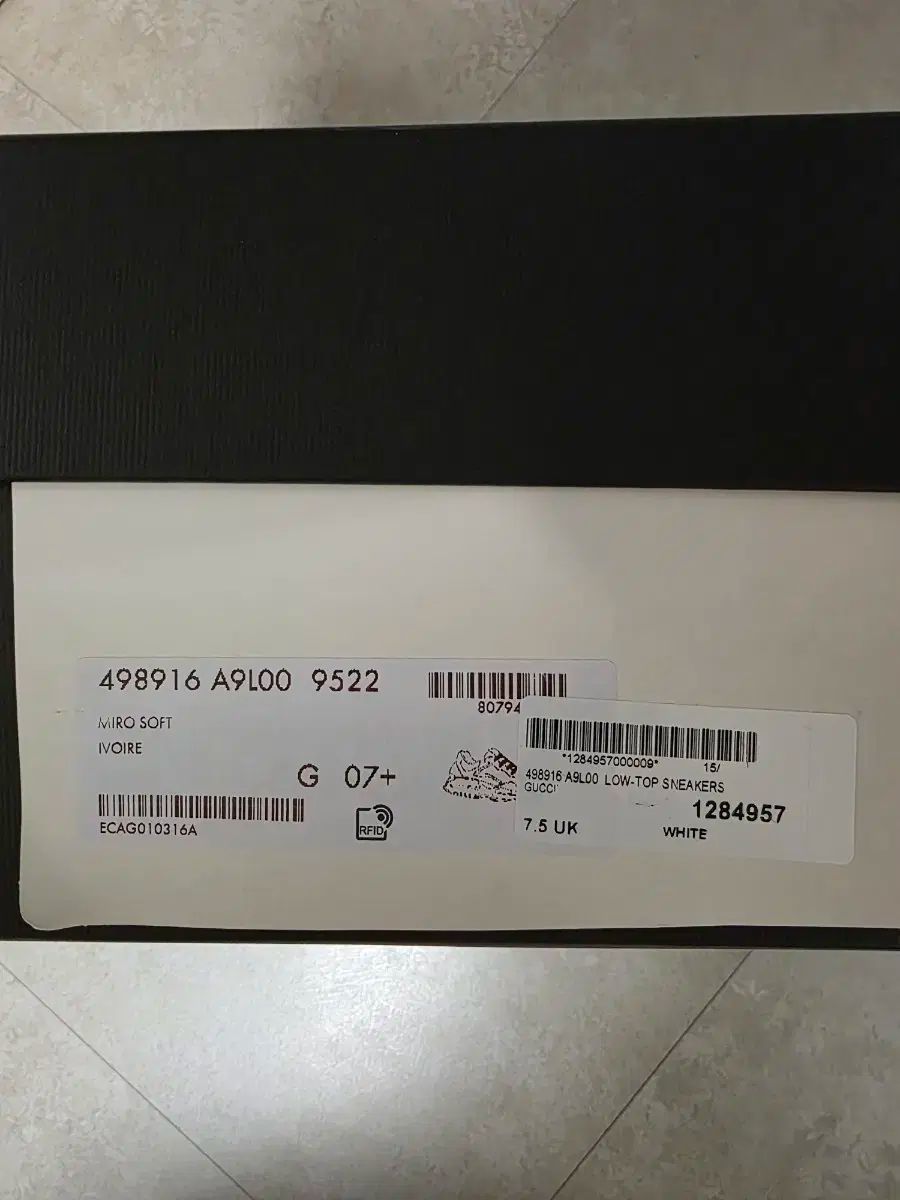 498916 A9L00 9522
80794
MIRO SOFT
IVOIRE
G 07+
ECAG010316A
RFID
*1284957000009*
15/
498916 A9L00 LOW-TOP SNEAKERS
GUCCI
1284957
7.5 UK
WHITE